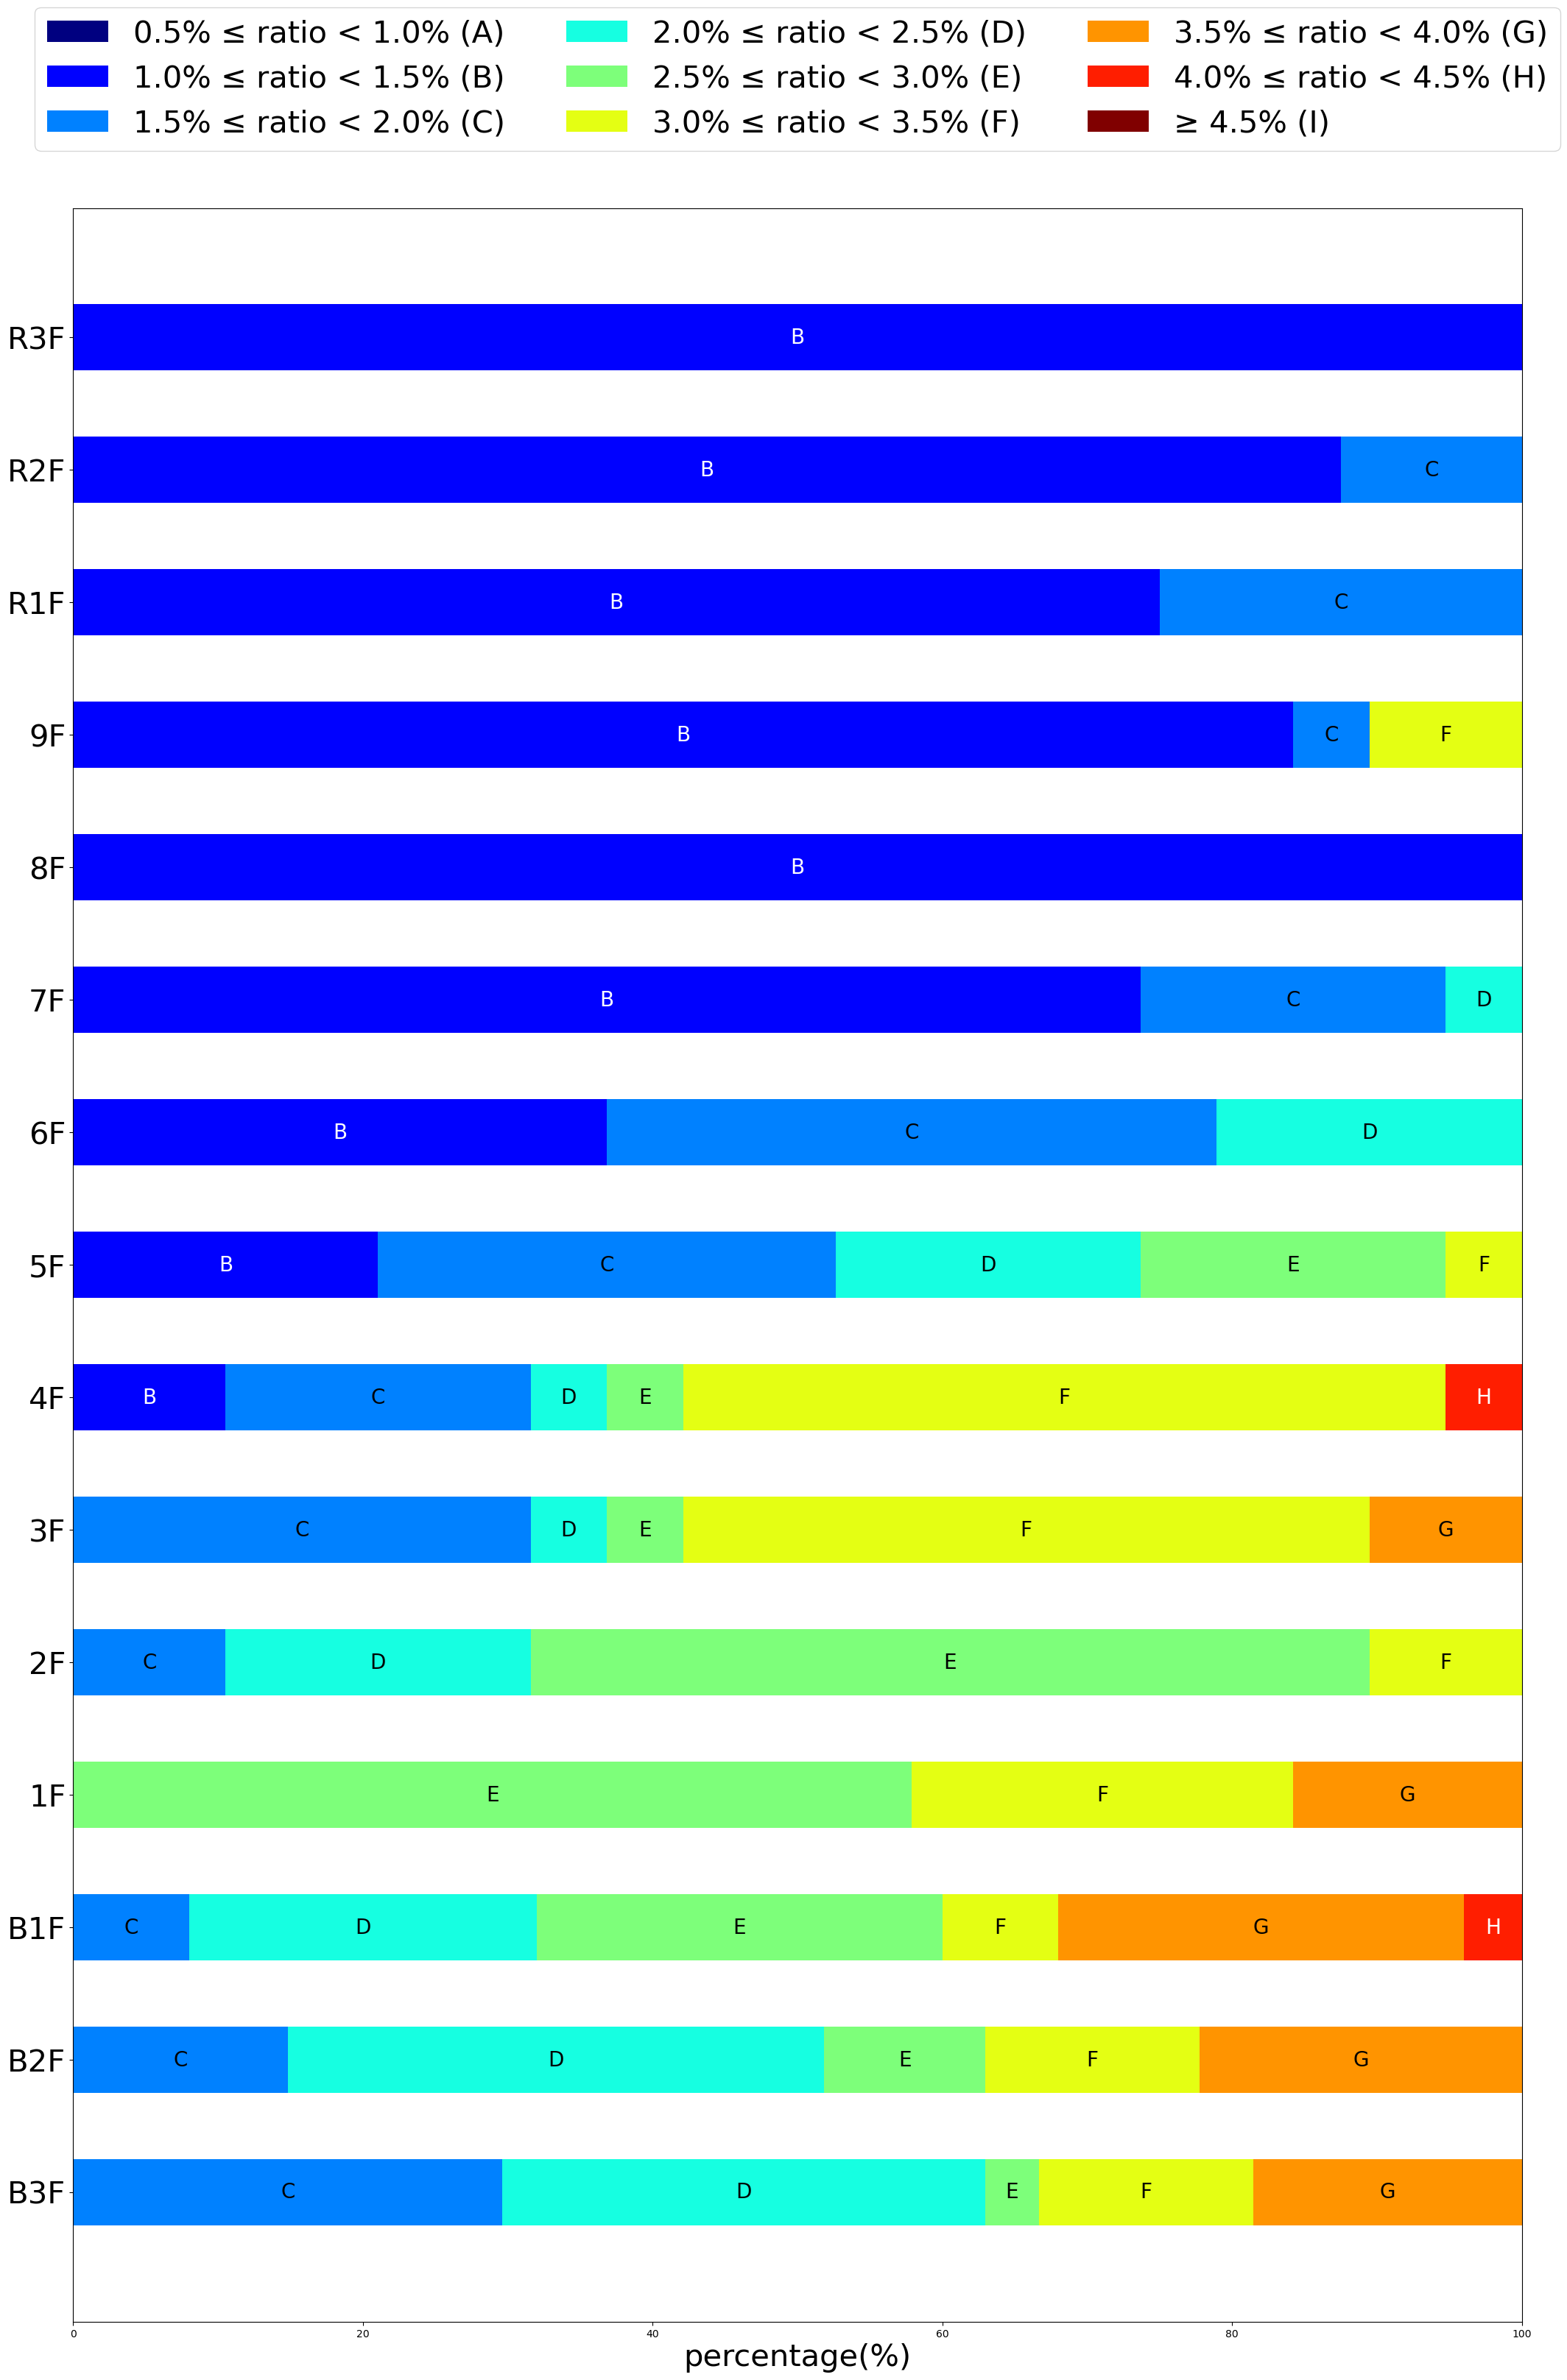 0.5% ≤ ratio < 1.0% (A)
1.0% ≤ ratio < 1.5% (B)
1.5% ≤ ratio < 2.0% (C)
2.0% ≤ ratio < 2.5% (D)
2.5% ≤ ratio < 3.0% (E)
3.0% ≤ ratio < 3.5% (F)
3.5% ≤ ratio < 4.0% (G)
4.0% ≤ ratio < 4.5% (H)
≥ 4.5% (I)
R3F B
R2F B C
R1F B C
9F B C F
8F B
7F B C D
6F B C D
5F B C D E F
4F B C D E F H
3F C D E F G
2F C D E F
1F E F G
B1F C D E F G H
B2F C D E F G
B3F C D E F G
0 20 40 60 80 100
percentage(%)